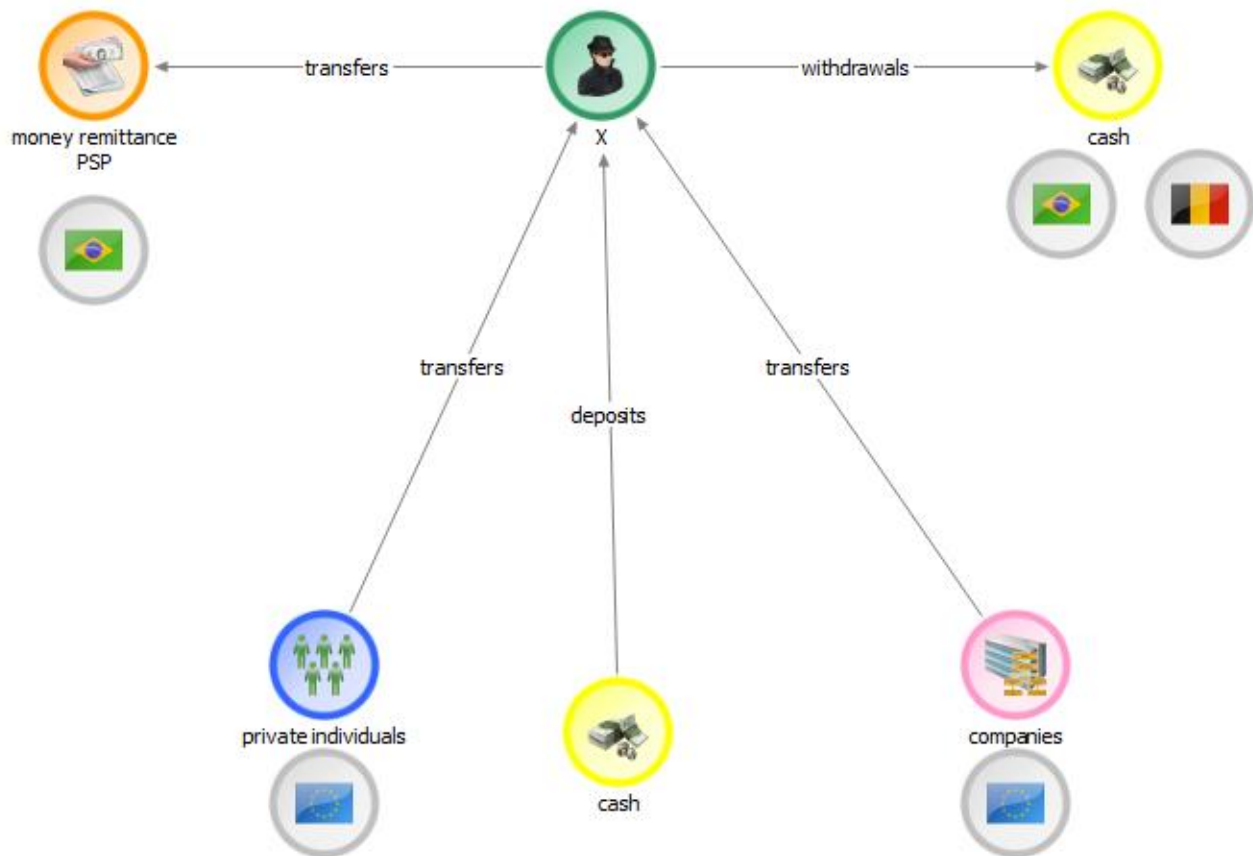 transfers
withdrawals
money remittance
PSP
X
cash
transfers
transfers
deposits
private individuals
companies
cash